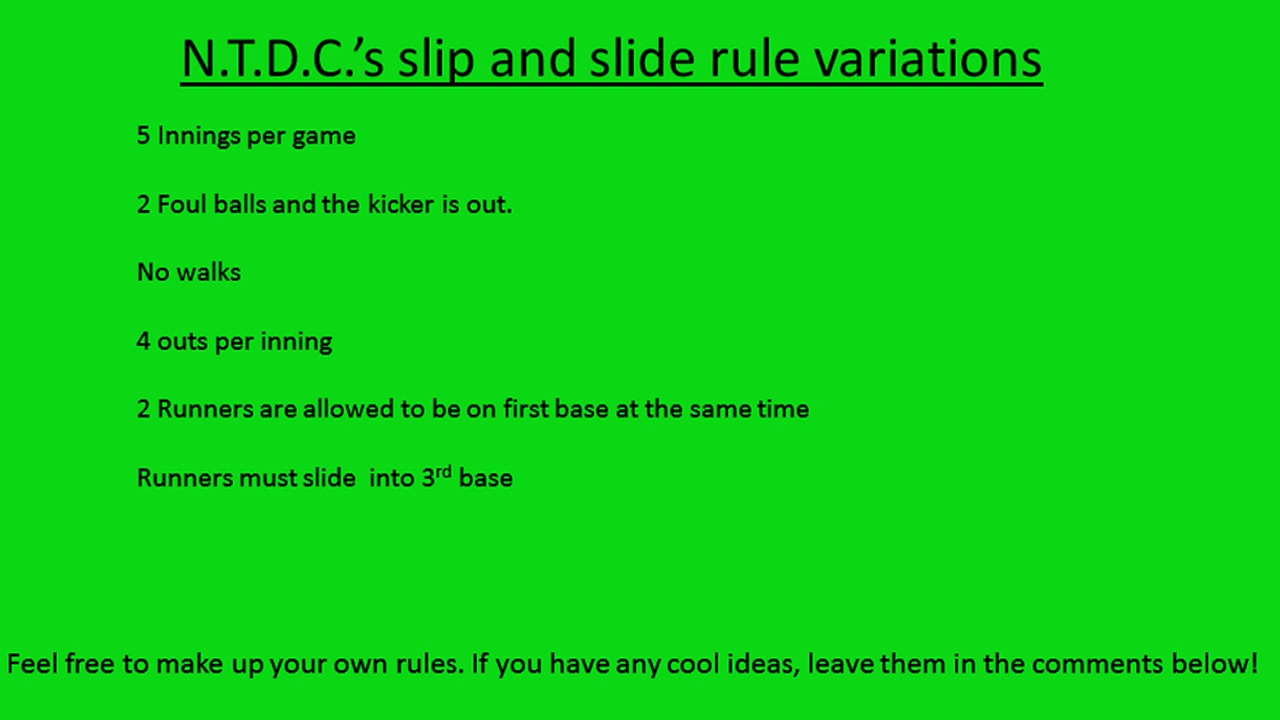 N.T.D.C.’s slip and slide rule variations
5 Innings per game
2 Foul balls and the kicker is out.
No walks
4 outs per inning
2 Runners are allowed to be on first base at the same time
Runners must slide  into 3rd base
Feel free to make up your own rules. If you have any cool ideas, leave them in the comments below!